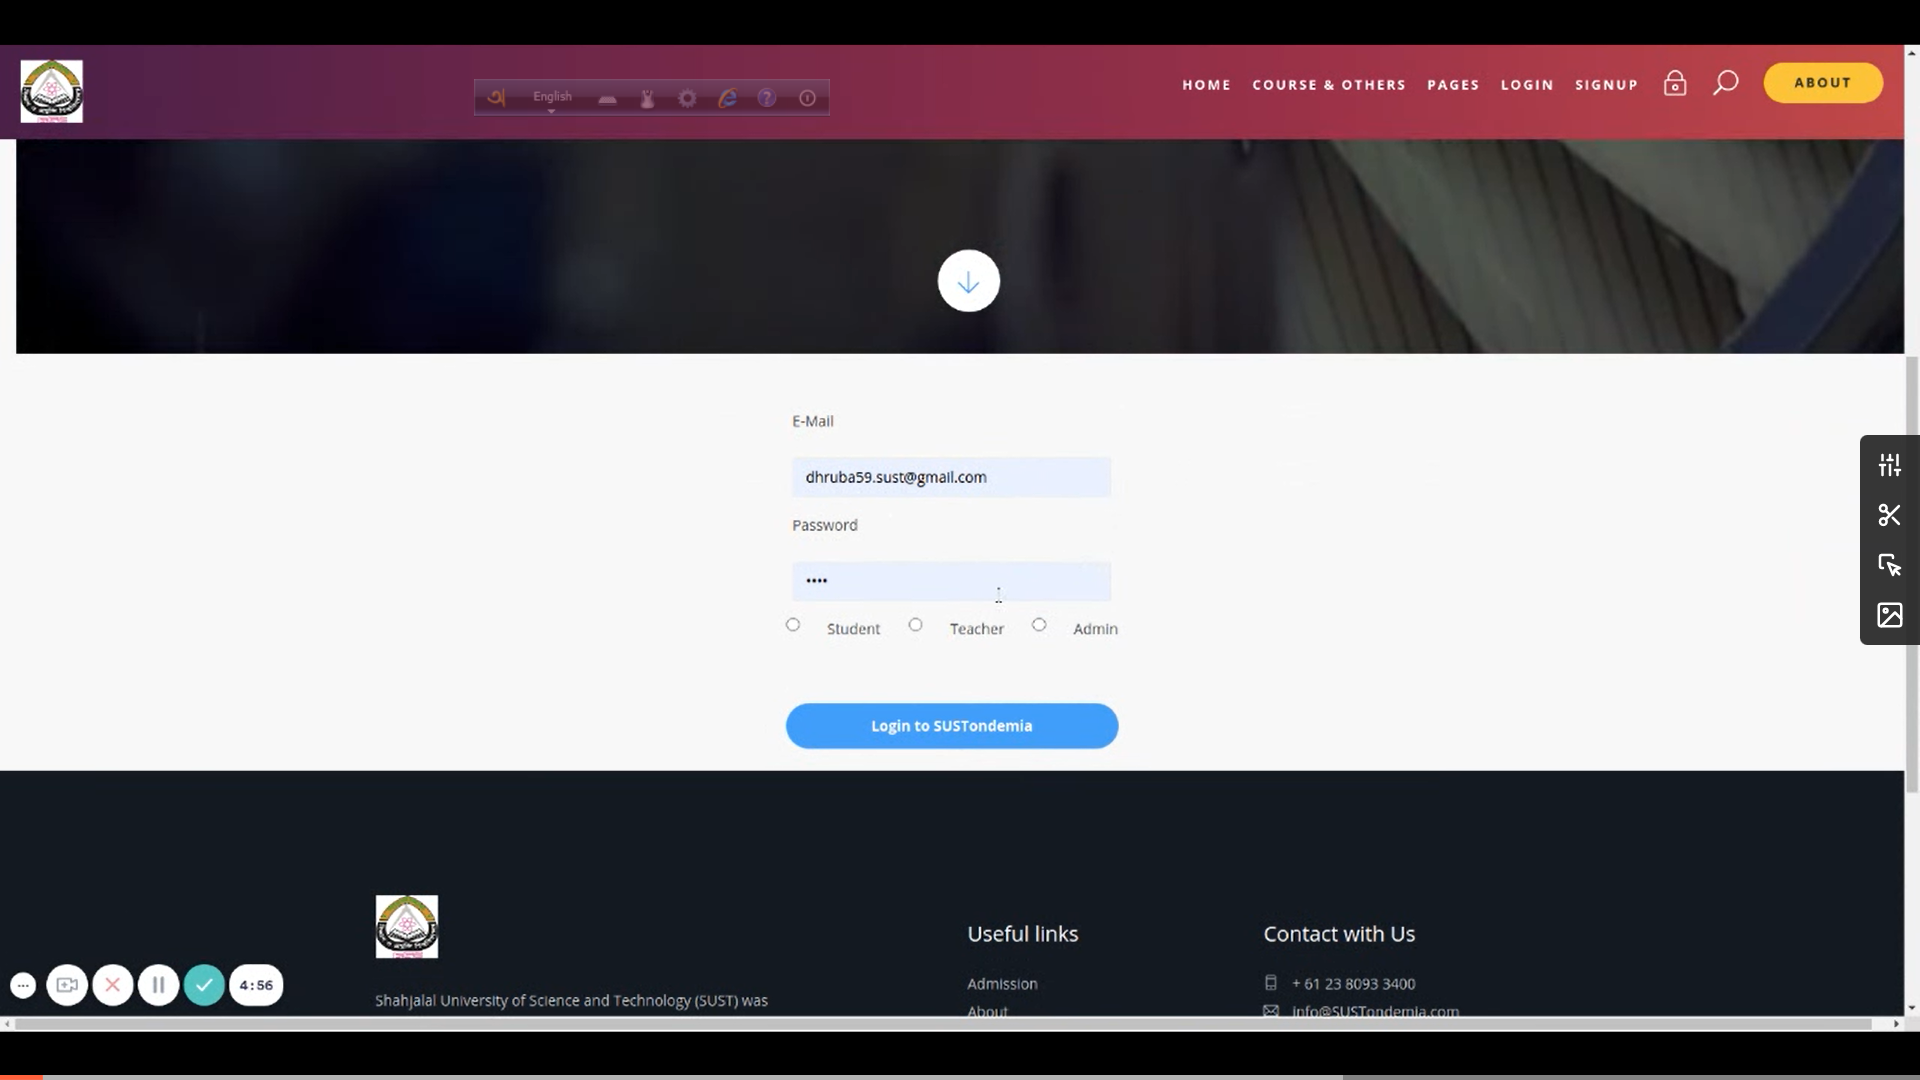 অ English
HOME COURSE & OTHERS PAGES LOGIN SIGNUP ABOUT
E-Mail
dhruba59.sust@gmail.com
Password
••••
Student Teacher Admin
Login to SUSTondemia
Useful links
Contact with Us
Admission
+ 61 23 8093 3400
4:56
Shahjalal University of Science and Technology (SUST) was
About
info@SUSTondemia.com